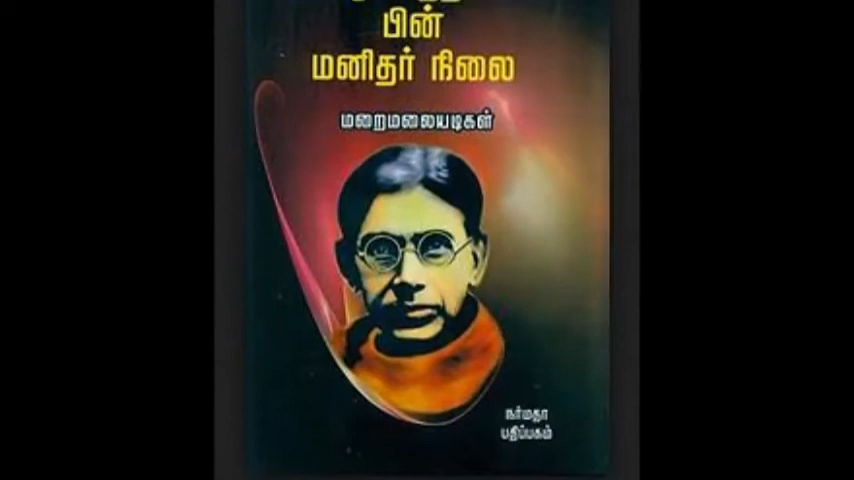 பின்
மனிதர் நிலை
மறைமலையடிகள்
நர்மதா
பதிப்பகம்